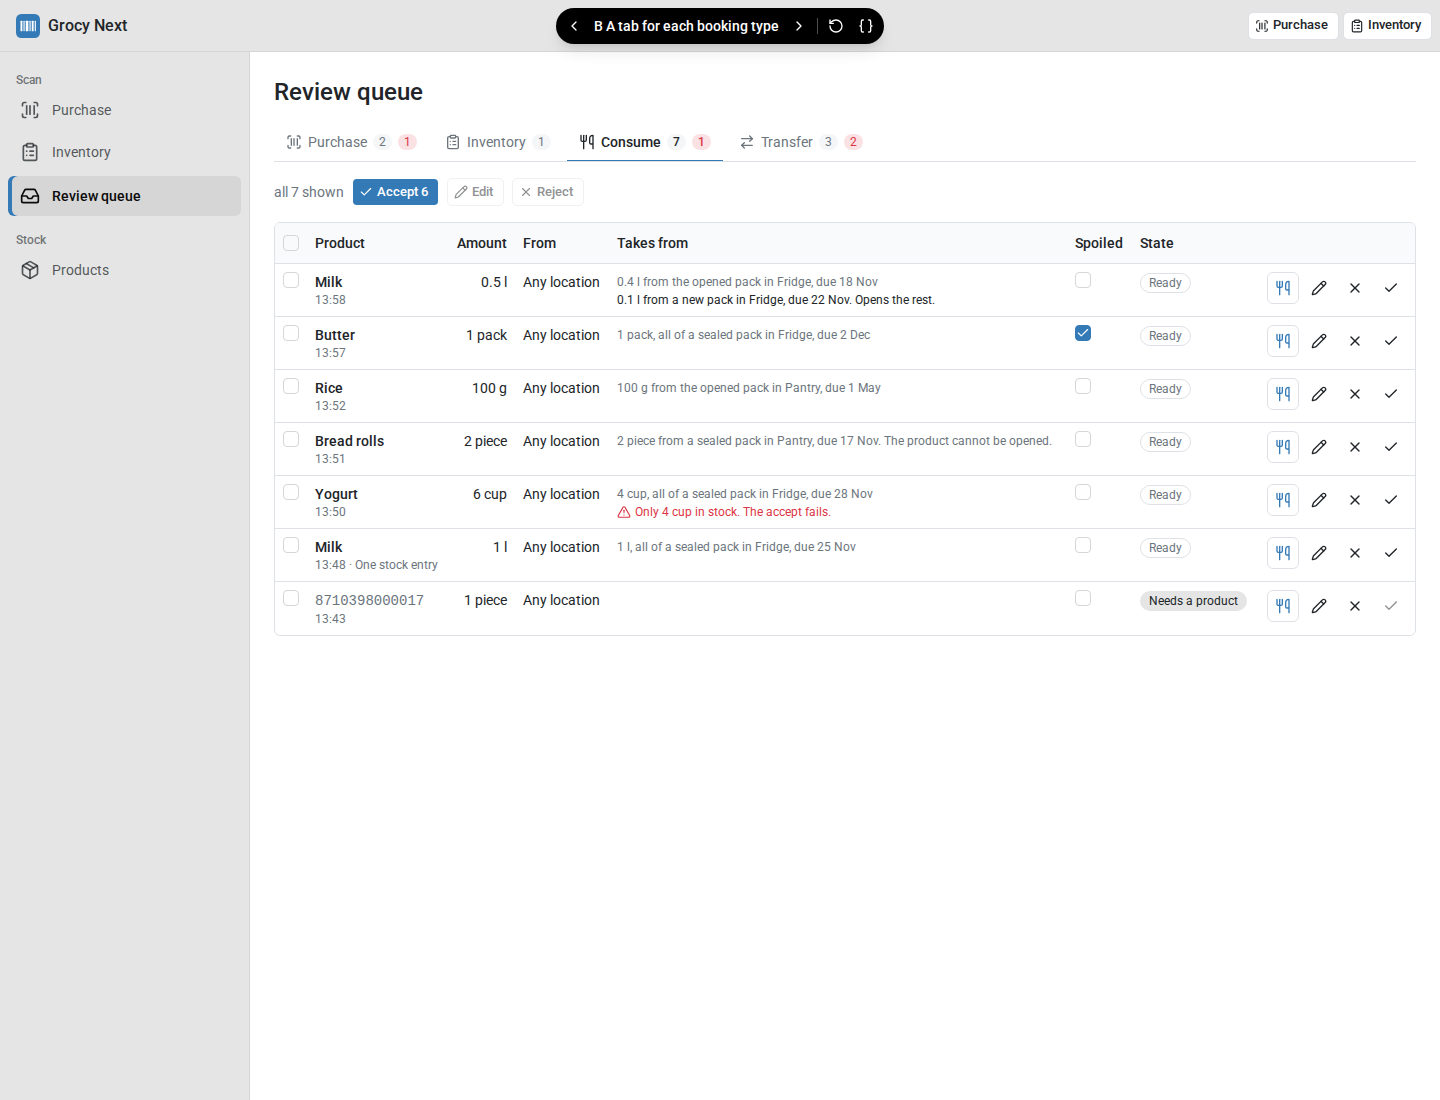 Grocy Next
B A tab for each booking type
Purchase
Inventory
Scan
Purchase
Inventory
Review queue
Stock
Products
Review queue
Purchase 2 1
Inventory 1
Consume 7 1
Transfer 3 2
all 7 shown
Accept 6
Edit
Reject
Product Amount From Takes from Spoiled State
Milk 0.5 l Any location 0.4 l from the opened pack in Fridge, due 18 Nov Ready
13:58 0.1 l from a new pack in Fridge, due 22 Nov. Opens the rest.
Butter 1 pack Any location 1 pack, all of a sealed pack in Fridge, due 2 Dec Ready
13:57
Rice 100 g Any location 100 g from the opened pack in Pantry, due 1 May Ready
13:52
Bread rolls 2 piece Any location 2 piece from a sealed pack in Pantry, due 17 Nov. The product cannot be opened. Ready
13:51
Yogurt 6 cup Any location 4 cup, all of a sealed pack in Fridge, due 28 Nov Ready
13:50 Only 4 cup in stock. The accept fails.
Milk 1 l Any location 1 l, all of a sealed pack in Fridge, due 25 Nov Ready
13:48 · One stock entry
8710398000017 1 piece Any location Needs a product
13:43